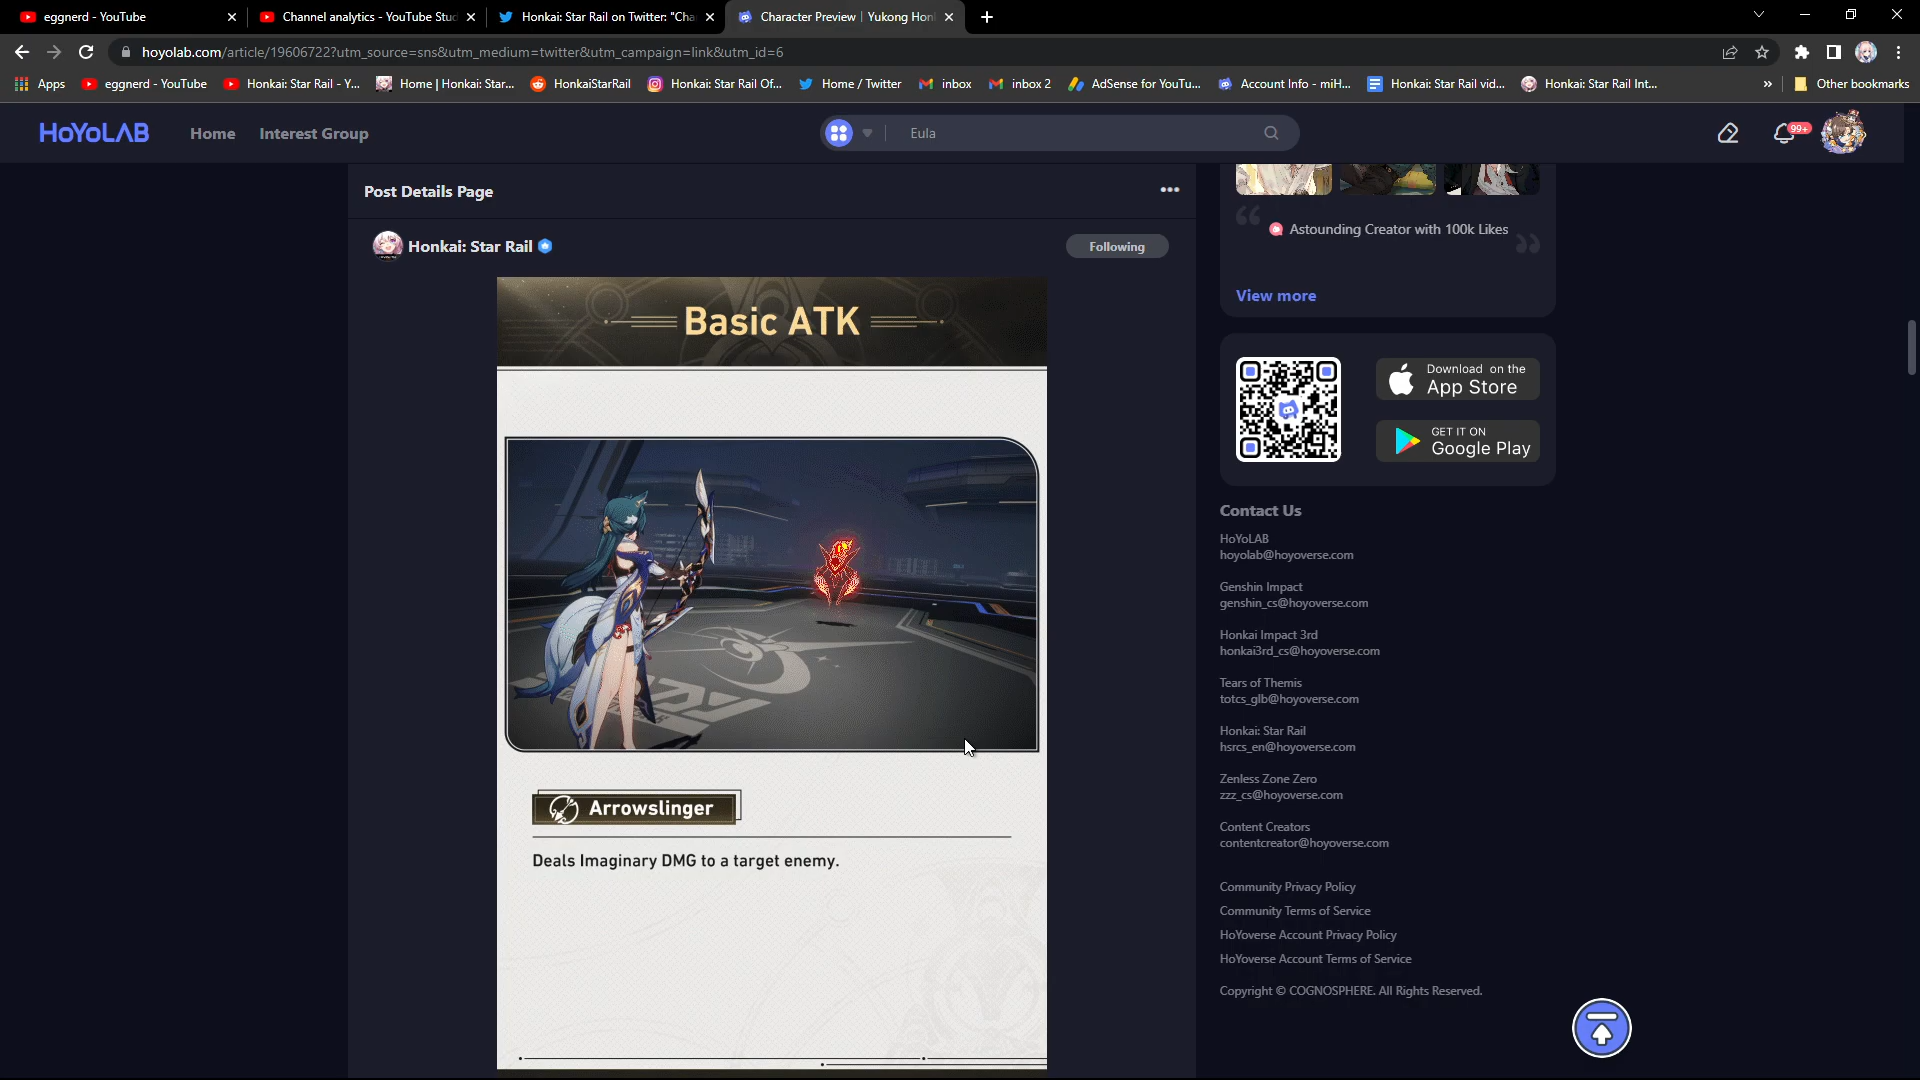 eggnerd - YouTube
Channel analytics - YouTube Stud
Honkai: Star Rail on Twitter: "Cha
Character Preview | Yukong Honk
hoyolab.com/article/19606722?utm_source=sns&utm_medium=twitter&utm_campaign=link&utm_id=6
Apps
eggnerd - YouTube
Honkai: Star Rail - Y...
Home | Honkai: Star...
HonkaiStarRail
Honkai: Star Rail Of...
Home / Twitter
inbox
inbox 2
AdSense for YouTu...
Account Info - miH...
Honkai: Star Rail vid...
Honkai: Star Rail Int...
»
Other bookmarks
HoYoLAB
Home
Interest Group
Eula
99+
Post Details Page
Honkai: Star Rail
Following
Basic ATK
Arrowslinger
Deals Imaginary DMG to a target enemy.
Astounding Creator with 100k Likes
View more
Download on the
App Store
GET IT ON
Google Play
Contact Us
HoYoLAB
hoyolab@hoyoverse.com
Genshin Impact
genshin_cs@hoyoverse.com
Honkai Impact 3rd
honkai3rd_cs@hoyoverse.com
Tears of Themis
totcs_glb@hoyoverse.com
Honkai: Star Rail
hsrcs_en@hoyoverse.com
Zenless Zone Zero
zzz_cs@hoyoverse.com
Content Creators
contentcreator@hoyoverse.com
Community Privacy Policy
Community Terms of Service
HoYoverse Account Privacy Policy
HoYoverse Account Terms of Service
Copyright © COGNOSPHERE. All Rights Reserved.